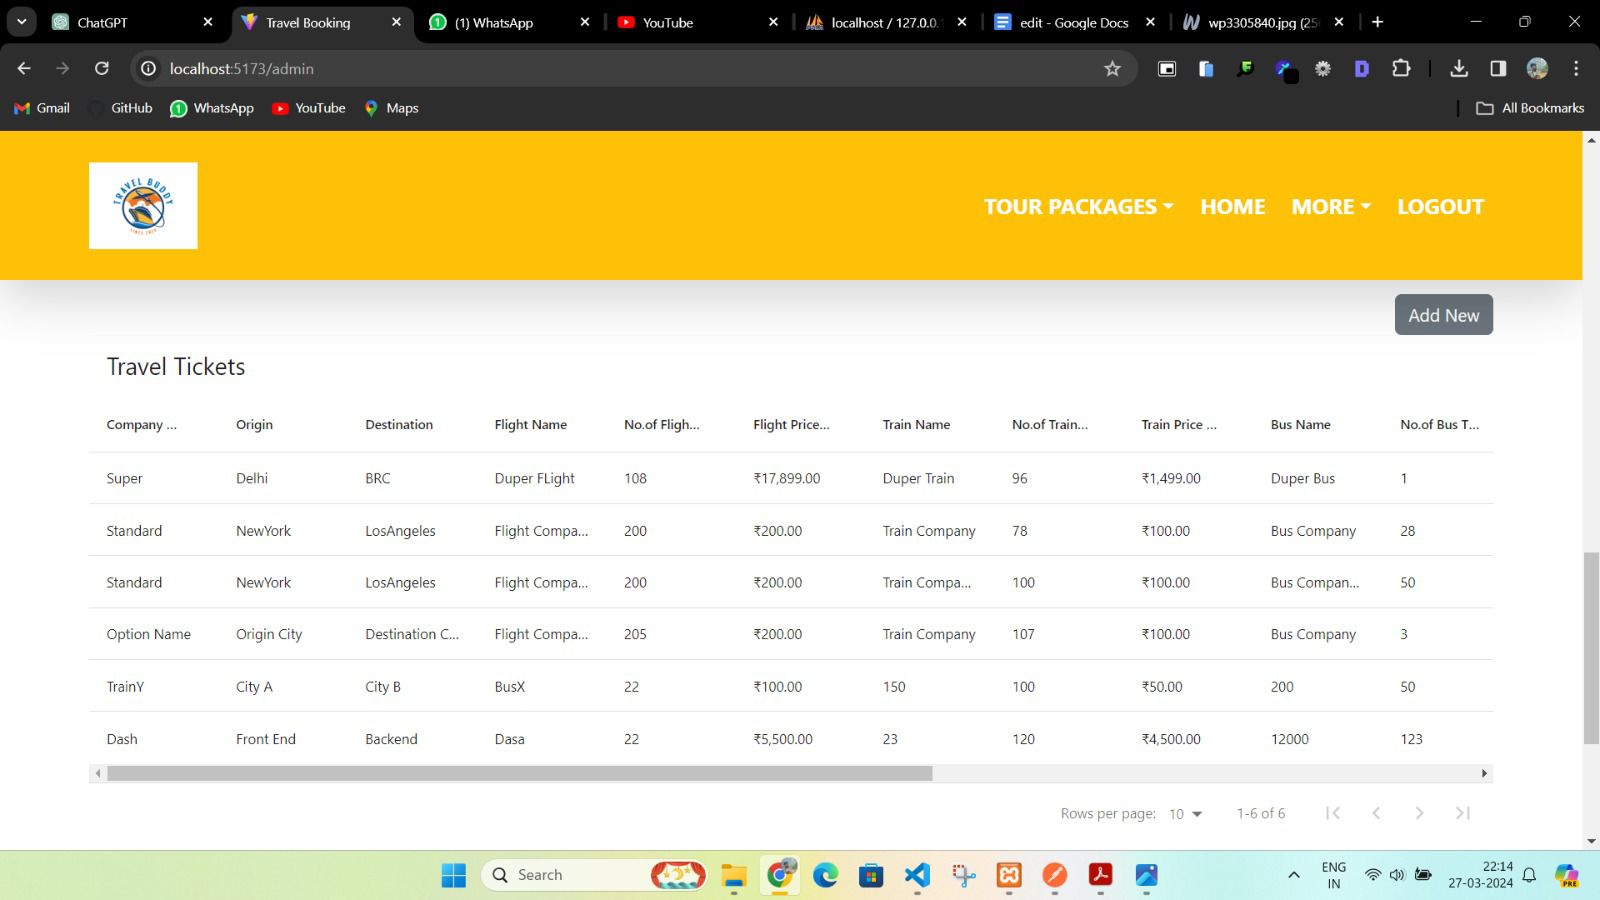 ChatGPT
Travel Booking
(1) WhatsApp
YouTube
localhost / 127.0.0.1
edit - Google Docs
wp3305840.jpg (25
localhost:5173/admin
Gmail
GitHub
WhatsApp
YouTube
Maps
All Bookmarks
TRAVEL BUDDY
TOUR PACKAGES
HOME
MORE
LOGOUT
Add New
Travel Tickets
Company ... Origin Destination Flight Name No.of Fligh... Flight Price... Train Name No.of Train... Train Price ... Bus Name No.of Bus T...
Super Delhi BRC Duper FLight 108 ₹17,899.00 Duper Train 96 ₹1,499.00 Duper Bus 1
Standard NewYork LosAngeles Flight Compa... 200 ₹200.00 Train Company 78 ₹100.00 Bus Company 28
Standard NewYork LosAngeles Flight Compa... 200 ₹200.00 Train Compa... 100 ₹100.00 Bus Compan... 50
Option Name Origin City Destination C... Flight Compa... 205 ₹200.00 Train Company 107 ₹100.00 Bus Company 3
TrainY City A City B BusX 22 ₹100.00 150 100 ₹50.00 200 50
Dash Front End Backend Dasa 22 ₹5,500.00 23 120 ₹4,500.00 12000 123
Rows per page: 10 1-6 of 6
Search
ENG
IN
22:14
27-03-2024
PRE